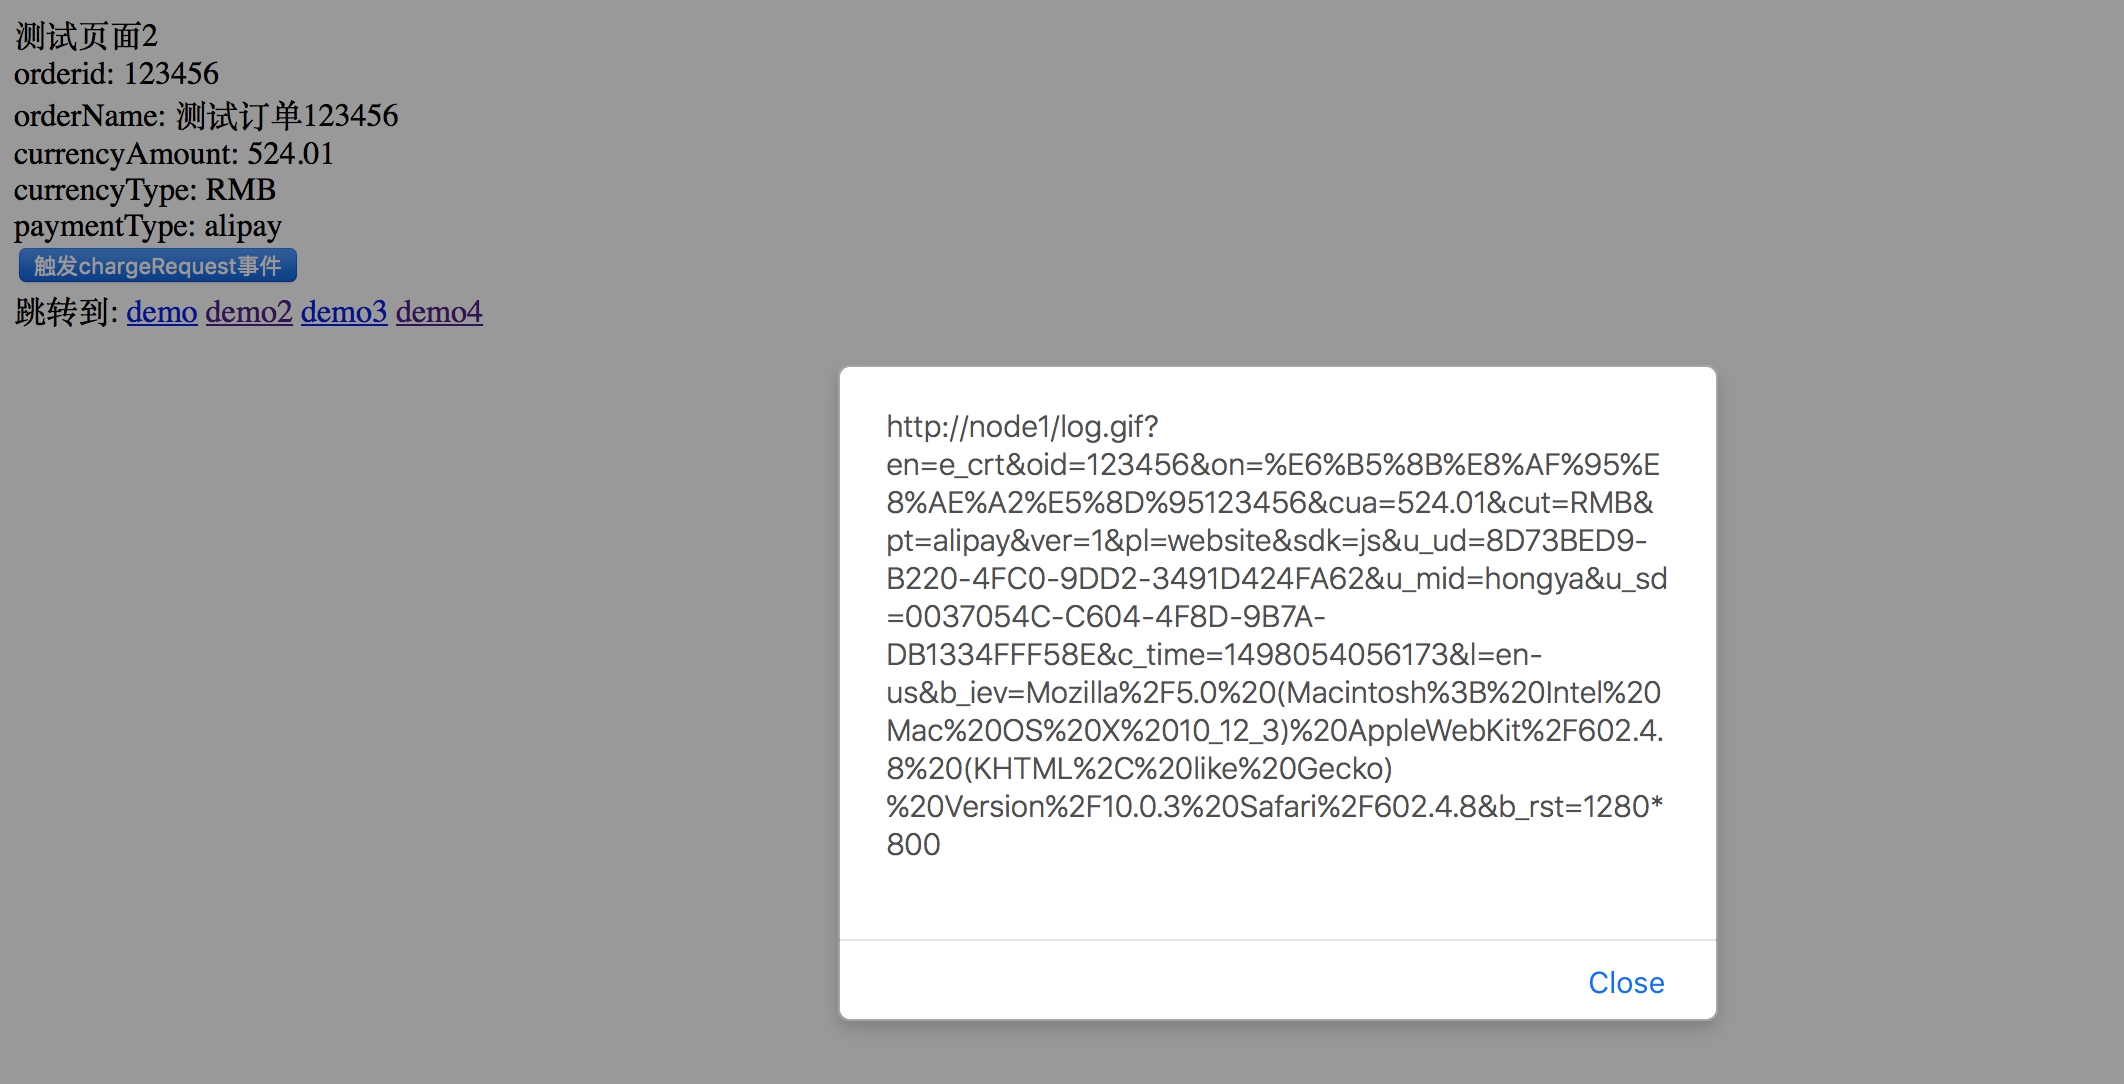 测试页面2
orderid: 123456
orderName: 测试订单123456
currencyAmount: 524.01
currencyType: RMB
paymentType: alipay
触发chargeRequest事件
跳转到: demo demo2 demo3 demo4
http://node1/log.gif?
en=e_crt&oid=123456&on=%E6%B5%8B%E8%AF%95%E
8%AE%A2%E5%8D%95123456&cua=524.01&cut=RMB&
pt=alipay&ver=1&pl=website&sdk=js&u_ud=8D73BED9-
B220-4FC0-9DD2-3491D424FA62&u_mid=hongya&u_sd
=0037054C-C604-4F8D-9B7A-
DB1334FFF58E&c_time=1498054056173&l=en-
us&b_iev=Mozilla%2F5.0%20(Macintosh%3B%20Intel%20
Mac%20OS%20X%2010_12_3)%20AppleWebKit%2F602.4.
8%20(KHTML%2C%20like%20Gecko)
%20Version%2F10.0.3%20Safari%2F602.4.8&b_rst=1280*
800
Close